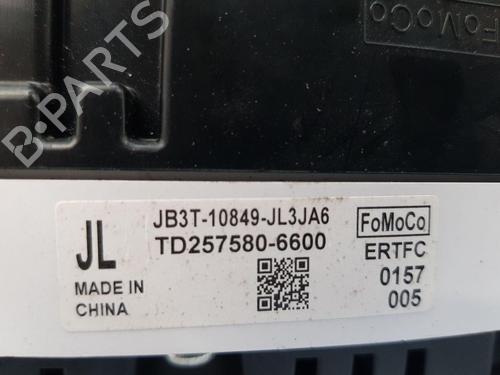 FoMoCo
B-PARTS
JL
JB3T-10849-JL3JA6
FoMoCo
TD257580-6600
ERTFC
MADE IN
CHINA
0157
005